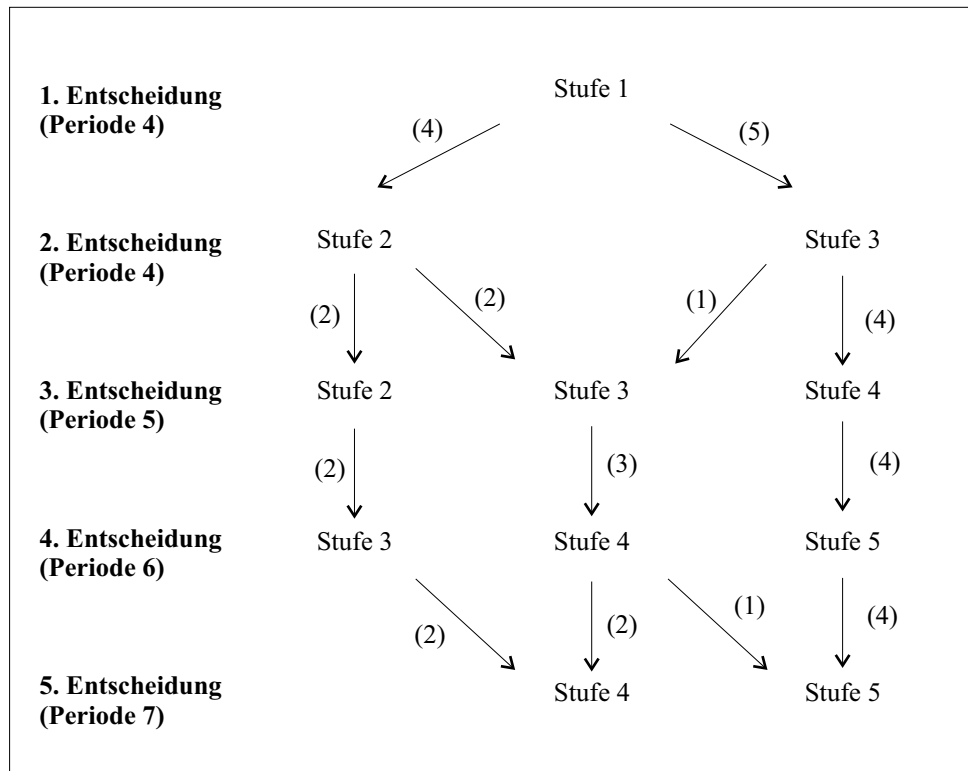 1. Entscheidung
(Periode 4)
Stufe 1
(4)
(5)
2. Entscheidung
(Periode 4)
Stufe 2
Stufe 3
(2)
(2)
(1)
(4)
3. Entscheidung
(Periode 5)
Stufe 2
Stufe 3
Stufe 4
(2)
(3)
(4)
4. Entscheidung
(Periode 6)
Stufe 3
Stufe 4
Stufe 5
(2)
(2)
(1)
(4)
5. Entscheidung
(Periode 7)
Stufe 4
Stufe 5